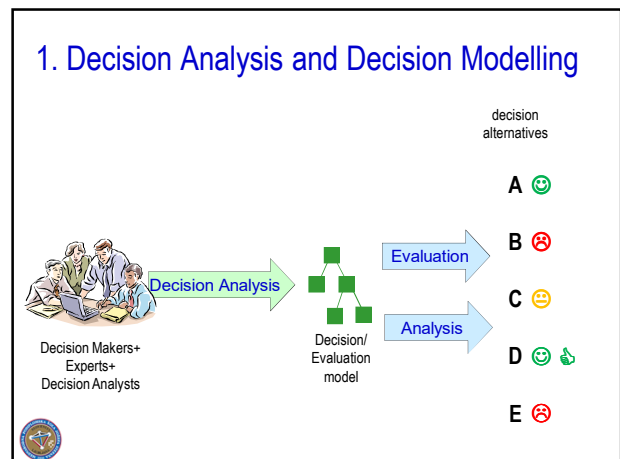 1. Decision Analysis and Decision Modelling
decision
alternatives
A
B
C
D
E
Evaluation
Analysis
Decision Analysis
Decision Makers+
Experts+
Decision Analysts
Decision/
Evaluation
model